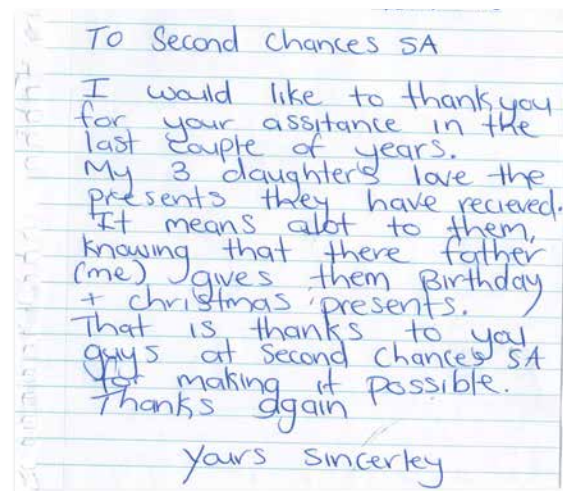 To Second Chances SA
I would like to thankyou
for your assitance in the
last couple of years.
My 3 daughter's love the
presents they have recieved.
It means alot to them,
knowing that there father
(me) gives them Birthday
+ christmas presents.
That is thanks to you
guys at Second Chances SA
for making it possible.
Thanks again
Yours Sincerley